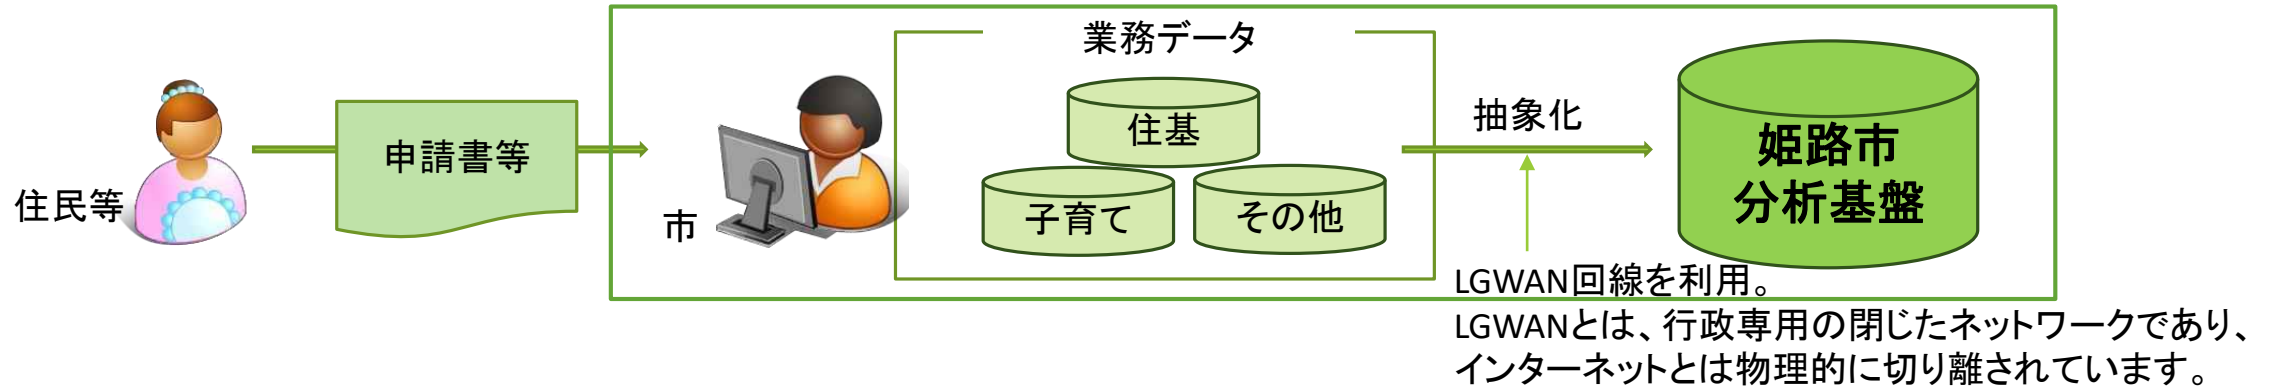 住民等
申請書等
市
業務データ
住基
子育て
その他
抽象化
姫路市
分析基盤
LGWAN回線を利用。
LGWANとは、行政専用の閉じたネットワークであり、
インターネットとは物理的に切り離されています。